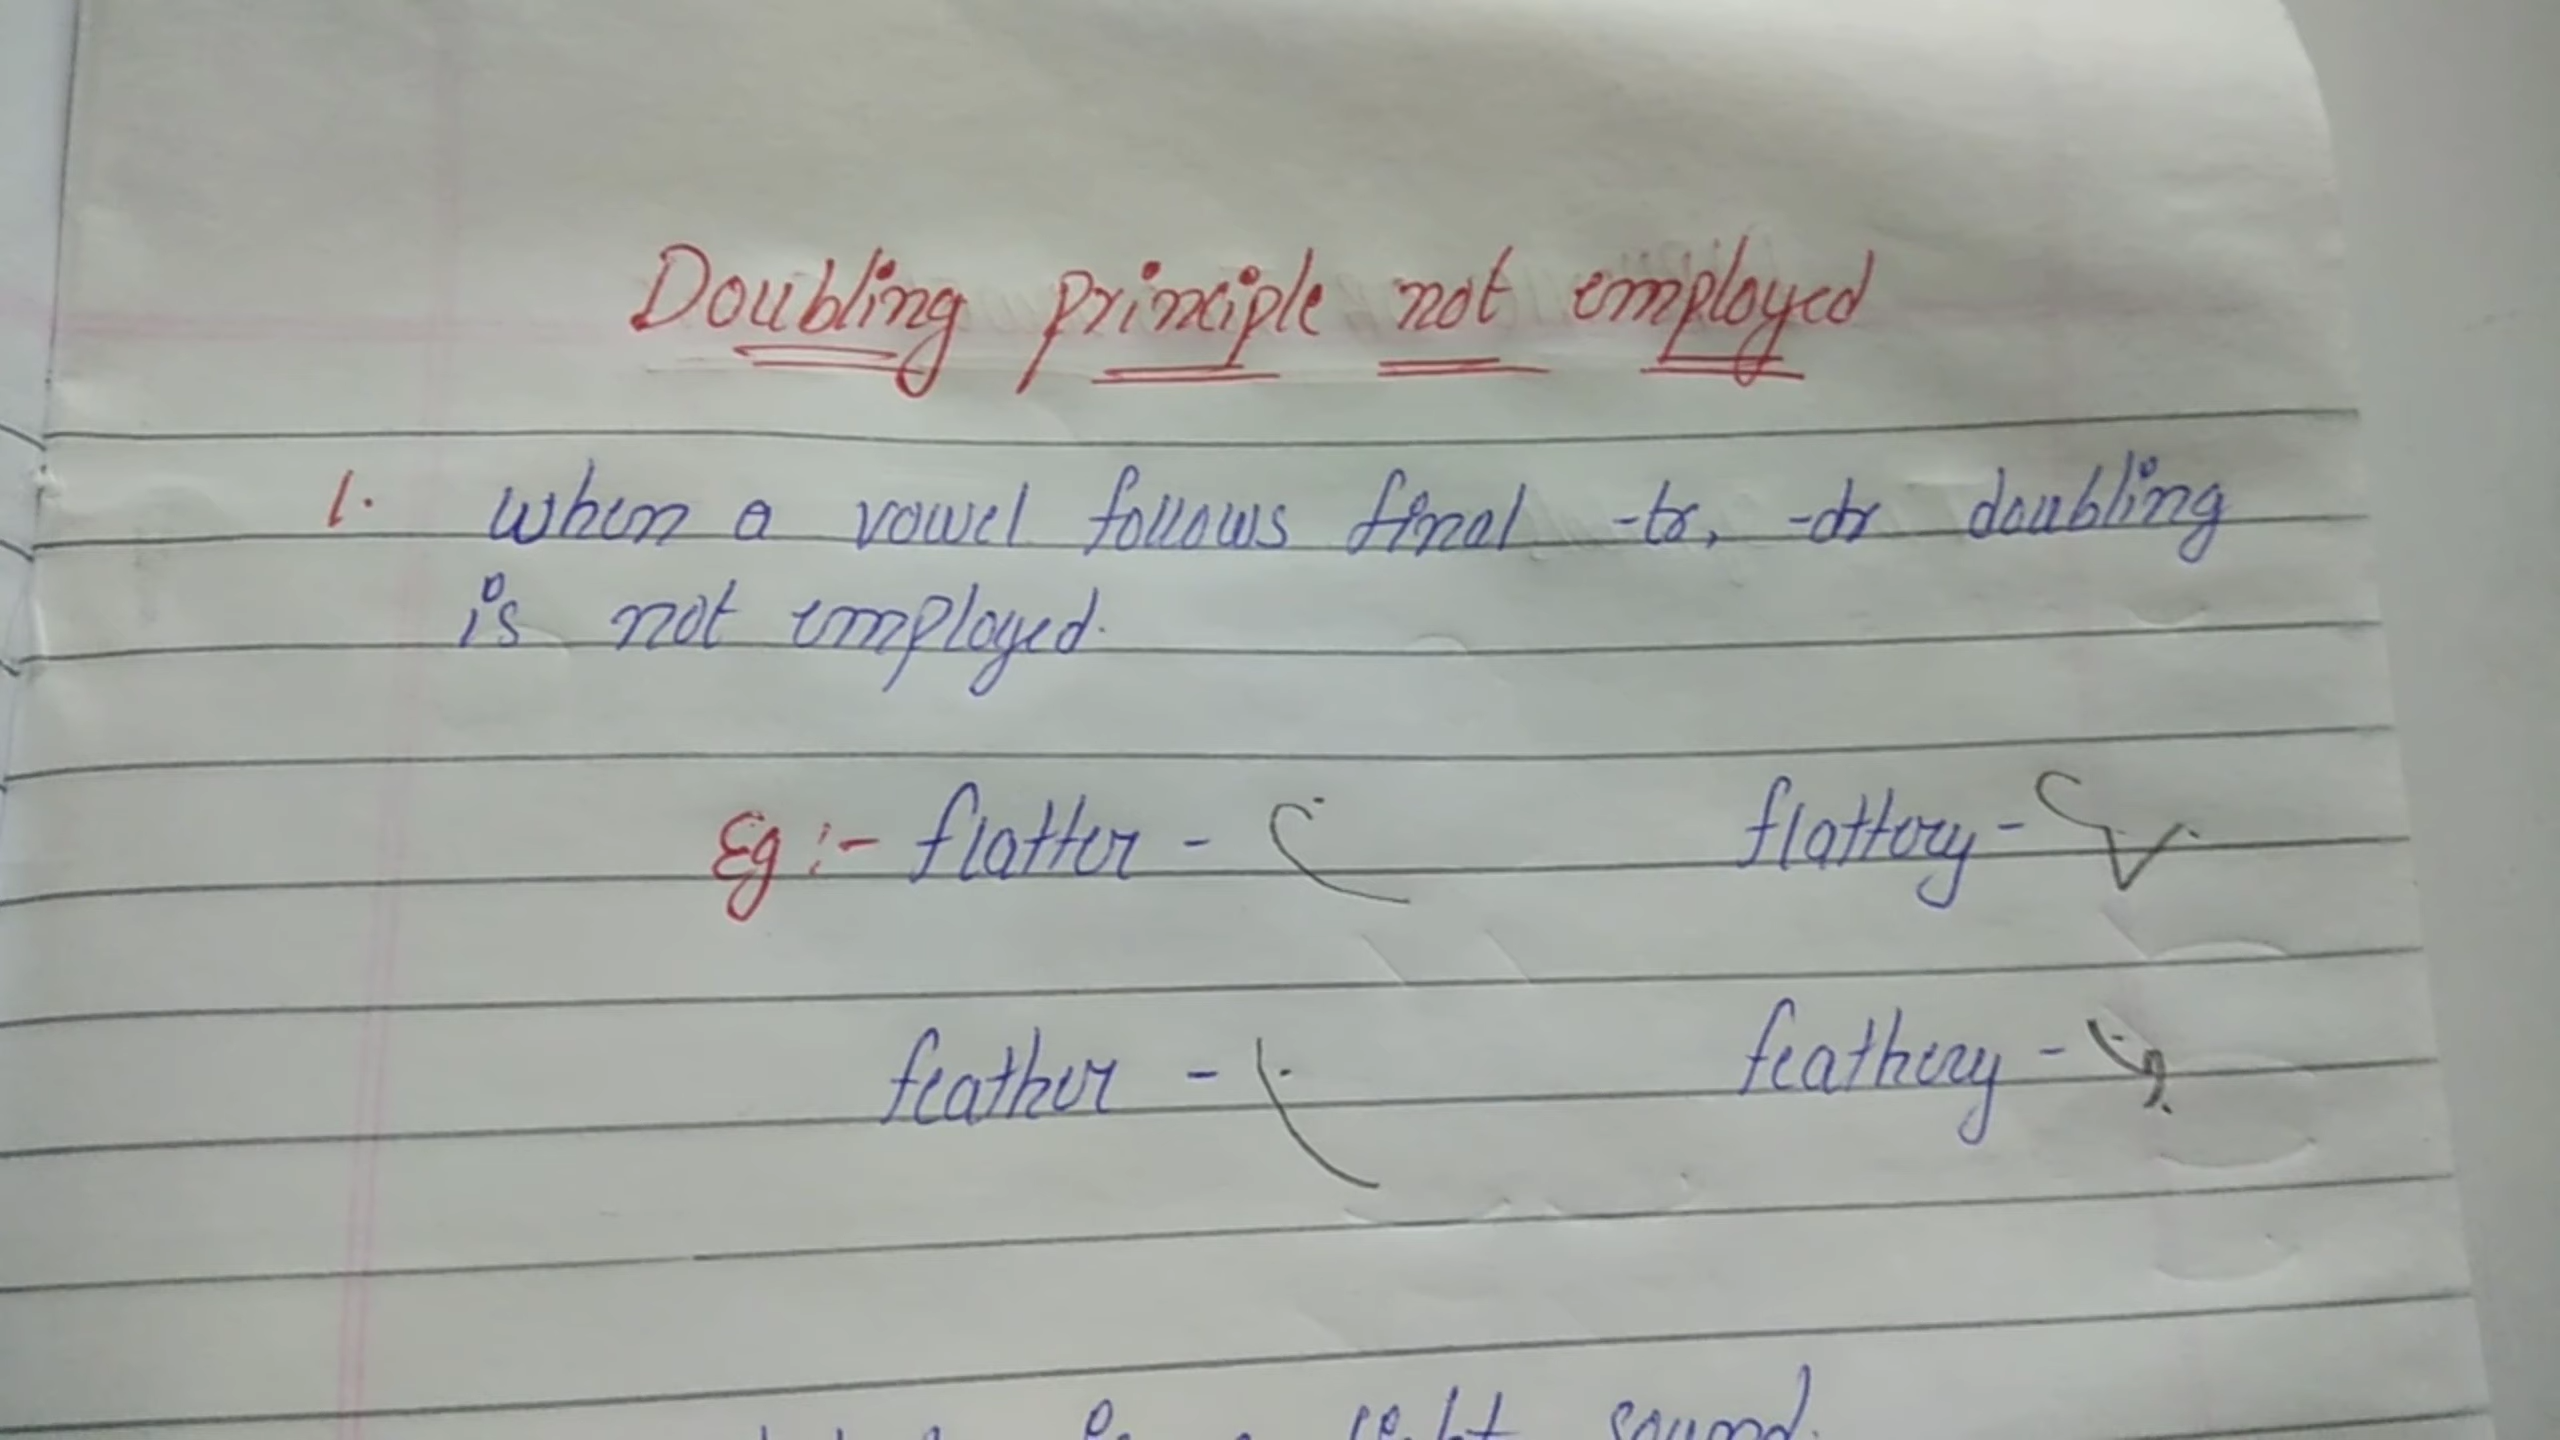 Doubling principle not employed
1. when a vowel follows final -tr, -dr doubling
is not employed.
Eg :- flatter - flattery -
feather - feathery -
sound.